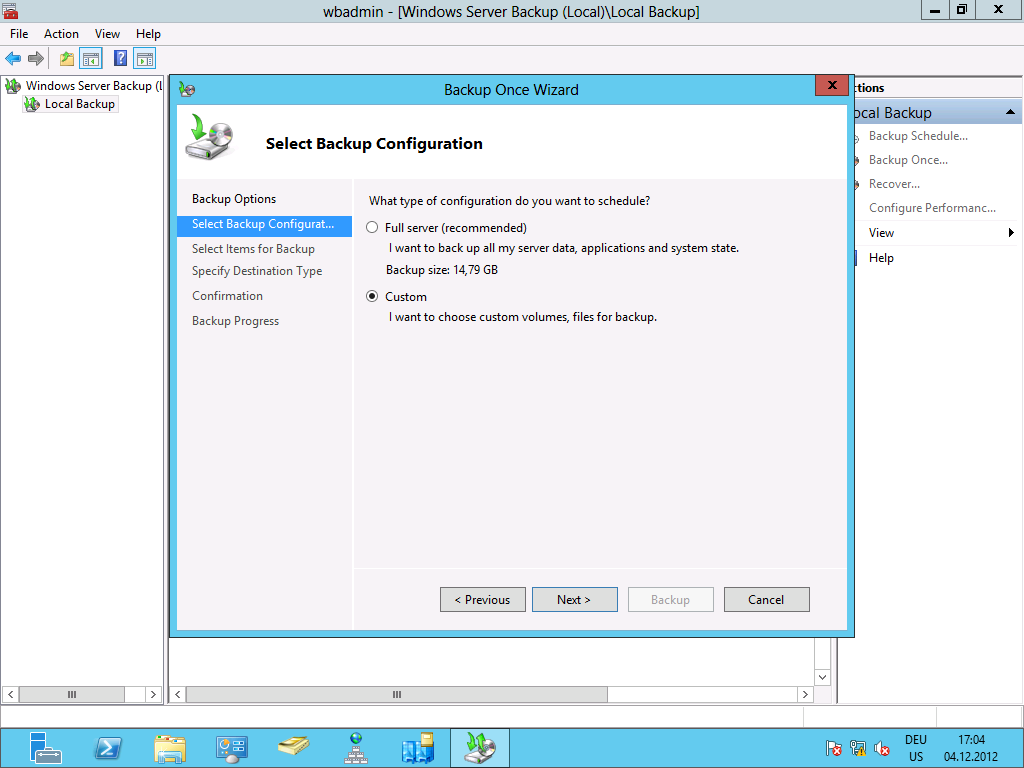 wbadmin - [Windows Server Backup (Local)\Local Backup]
File Action View Help
Windows Server Backup (L
Local Backup
Backup Once Wizard
Select Backup Configuration
Backup Options
Select Backup Configurat...
Select Items for Backup
Specify Destination Type
Confirmation
Backup Progress
What type of configuration do you want to schedule?
Full server (recommended)
I want to back up all my server data, applications and system state.
Backup size: 14,79 GB
Custom
I want to choose custom volumes, files for backup.
< Previous
Next >
Backup
Cancel
ctions
ocal Backup
Backup Schedule...
Backup Once...
Recover...
Configure Performanc...
View
Help
DEU
US
17:04
04.12.2012